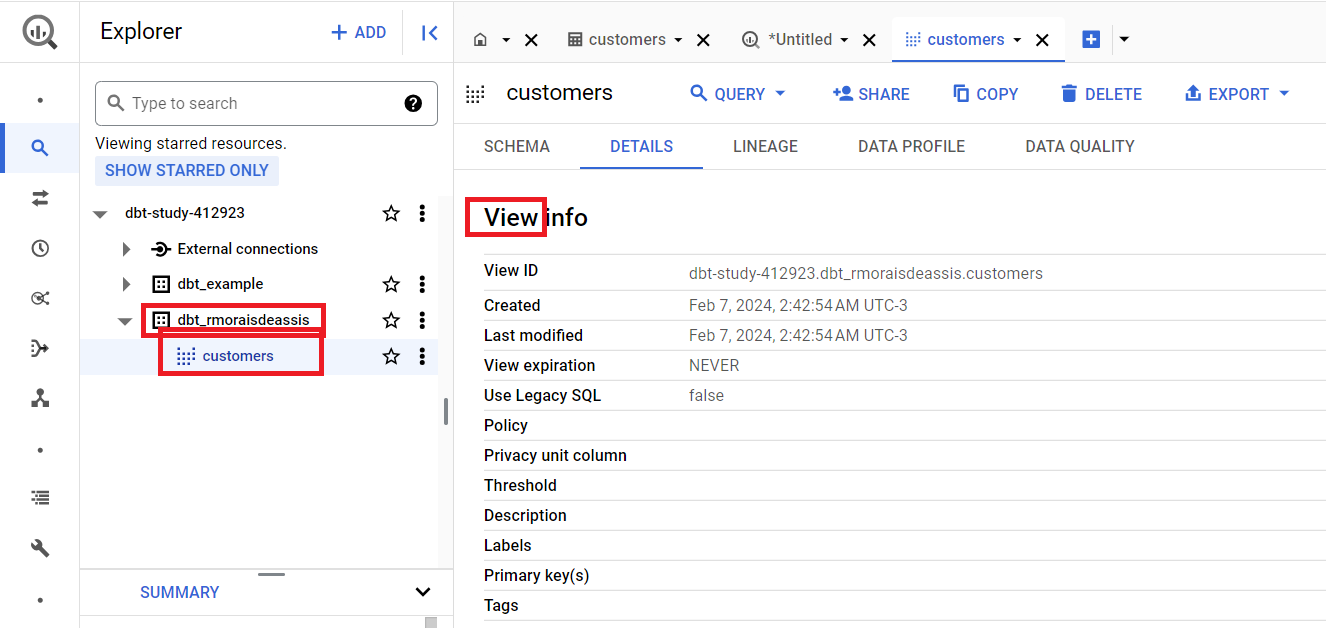 Explorer
+ ADD
Type to search
Viewing starred resources.
SHOW STARRED ONLY
dbt-study-412923
External connections
dbt_example
dbt_rmoraisdeassis
customers
SUMMARY
customers
*Untitled
customers
customers
QUERY
SHARE
COPY
DELETE
EXPORT
SCHEMA
DETAILS
LINEAGE
DATA PROFILE
DATA QUALITY
View info
View ID dbt-study-412923.dbt_rmoraisdeassis.customers
Created Feb 7, 2024, 2:42:54 AM UTC-3
Last modified Feb 7, 2024, 2:42:54 AM UTC-3
View expiration NEVER
Use Legacy SQL false
Policy
Privacy unit column
Threshold
Description
Labels
Primary key(s)
Tags